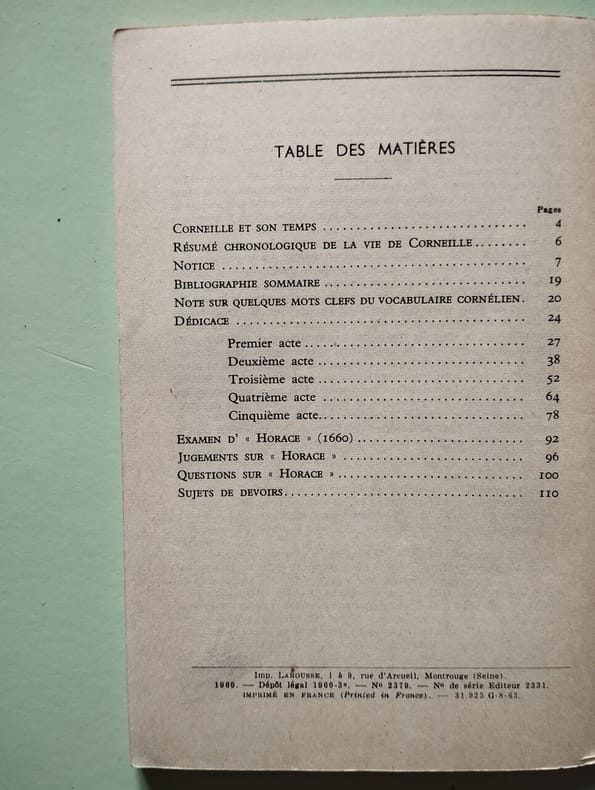 TABLE DES MATIÈRES
Pages
CORNEILLE ET SON TEMPS .............................. 4
RÉSUMÉ CHRONOLOGIQUE DE LA VIE DE CORNEILLE........ 6
NOTICE .............................................. 7
BIBLIOGRAPHIE SOMMAIRE .............................. 19
NOTE SUR QUELQUES MOTS CLEFS DU VOCABULAIRE CORNÉLIEN. 20
DÉDICACE ............................................ 24
Premier acte ................................. 27
Deuxième acte ................................ 38
Troisième acte ............................... 52
Quatrième acte ............................... 64
Cinquième acte................................ 78
EXAMEN D' « HORACE » (1660) ......................... 92
JUGEMENTS SUR « HORACE » ............................ 96
QUESTIONS SUR « HORACE » ............................ 100
SUJETS DE DEVOIRS.................................... 110
Imp. LAROUSSE, 1 à 9, rue d'Arcueil, Montrouge (Seine).
1960. — Dépôt légal 1960-3e. — No 2379. — No de série Editeur 2331.
IMPRIMÉ EN FRANCE (Printed in France). — 31.925 G-8-63.